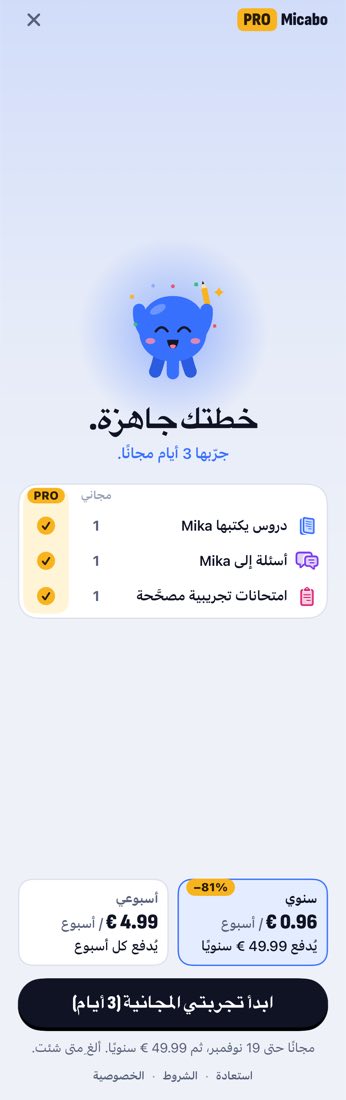 Micabo PRO
خطتك جاهزة.
جرّبها 3 أيام مجانًا.
مجاني PRO
دروس يكتبها Mika 1
أسئلة إلى Mika 1
امتحانات تجريبية مصحَّحة 1
−81%
سنوي
0.96 € / أسبوع
يُدفع 49.99 € سنويًا
أسبوعي
4.99 € / أسبوع
يُدفع كل أسبوع
ابدأ تجربتي المجانية (3 أيام)
مجانًا حتى 19 نوفمبر، ثم 49.99 € سنويًا. ألغِ متى شئت.
استعادة · الشروط · الخصوصية